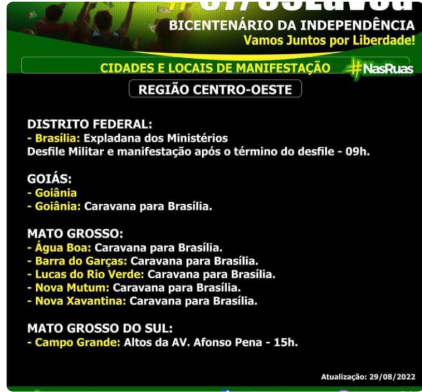 BICENTENÁRIO DA INDEPENDÊNCIA
Vamos Juntos por Liberdade!
CIDADES E LOCAIS DE MANIFESTAÇÃO
#NasRuas
REGIÃO CENTRO-OESTE
DISTRITO FEDERAL:
- Brasília: Expladana dos Ministérios
Desfile Militar e manifestação após o término do desfile - 09h.
GOIÁS:
- Goiânia
- Goiânia: Caravana para Brasília.
MATO GROSSO:
- Água Boa: Caravana para Brasília.
- Barra do Garças: Caravana para Brasília.
- Lucas do Rio Verde: Caravana para Brasília.
- Nova Mutum: Caravana para Brasília.
- Nova Xavantina: Caravana para Brasília.
MATO GROSSO DO SUL:
- Campo Grande: Altos da AV. Afonso Pena - 15h.
Atualização: 29/08/2022